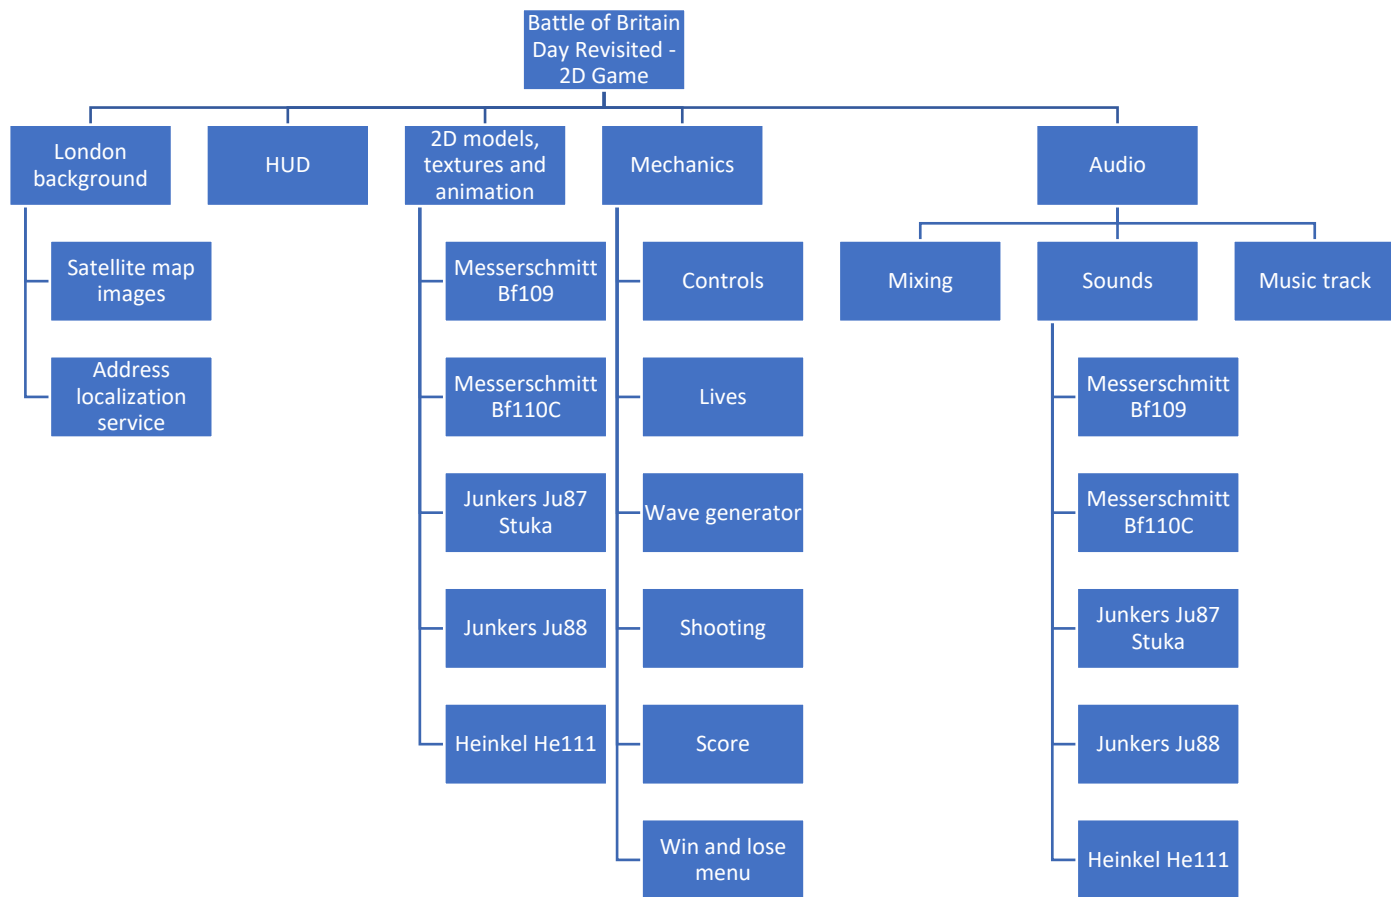 Battle of Britain
Day Revisited -
2D Game
London
background
HUD
2D models,
textures and
animation
Mechanics
Audio
Satellite map
images
Address
localization
service
Messerschmitt
Bf109
Messerschmitt
Bf110C
Junkers Ju87
Stuka
Junkers Ju88
Heinkel He111
Controls
Lives
Wave generator
Shooting
Score
Win and lose
menu
Mixing
Sounds
Music track
Messerschmitt
Bf109
Messerschmitt
Bf110C
Junkers Ju87
Stuka
Junkers Ju88
Heinkel He111